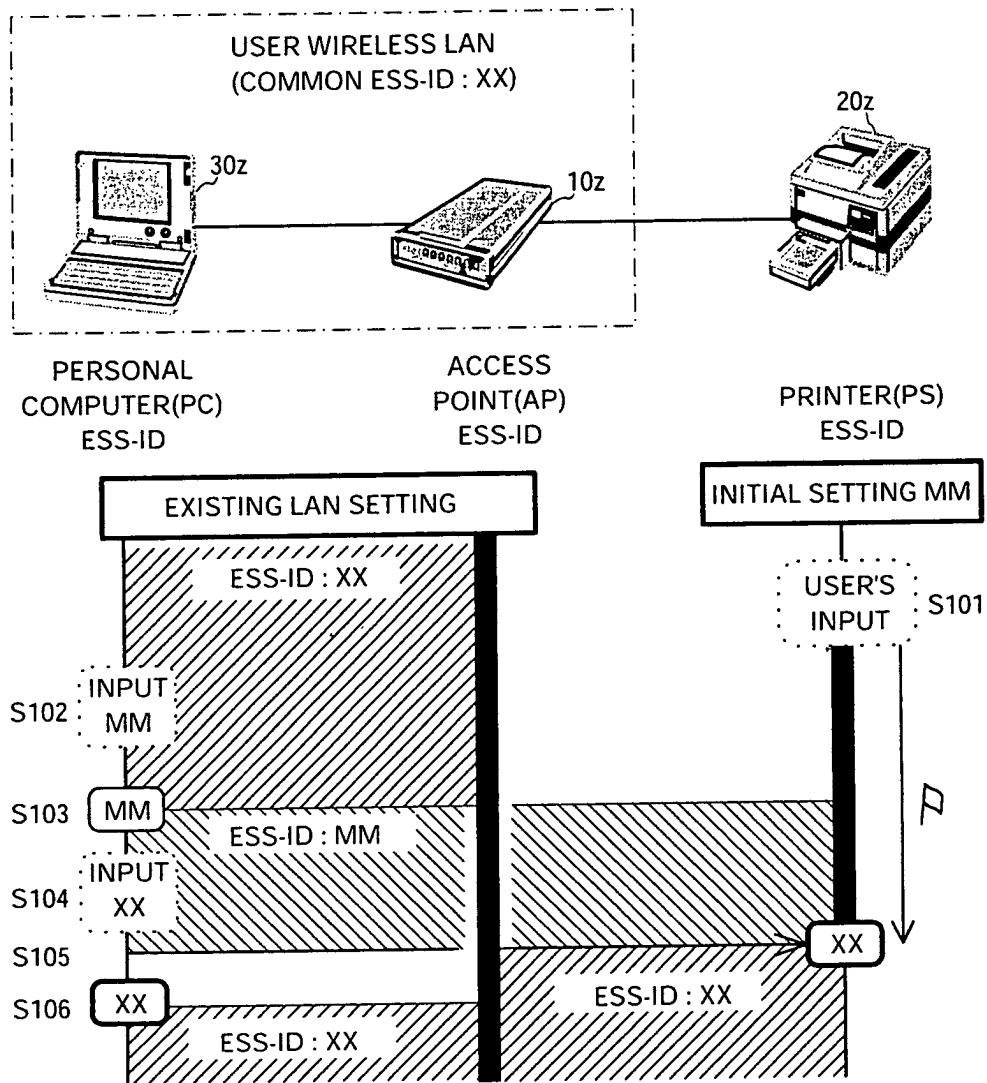 USER WIRELESS LAN
(COMMON ESS-ID : XX)
20z
30z
10z
PERSONAL
COMPUTER(PC)
ESS-ID
ACCESS
POINT(AP)
ESS-ID
PRINTER(PS)
ESS-ID
EXISTING LAN SETTING
INITIAL SETTING MM
ESS-ID : XX
USER'S
INPUT
S101
S102
INPUT
MM
S103
MM
ESS-ID : MM
P
S104
INPUT
XX
S105
XX
S106
XX
ESS-ID : XX
ESS-ID : XX